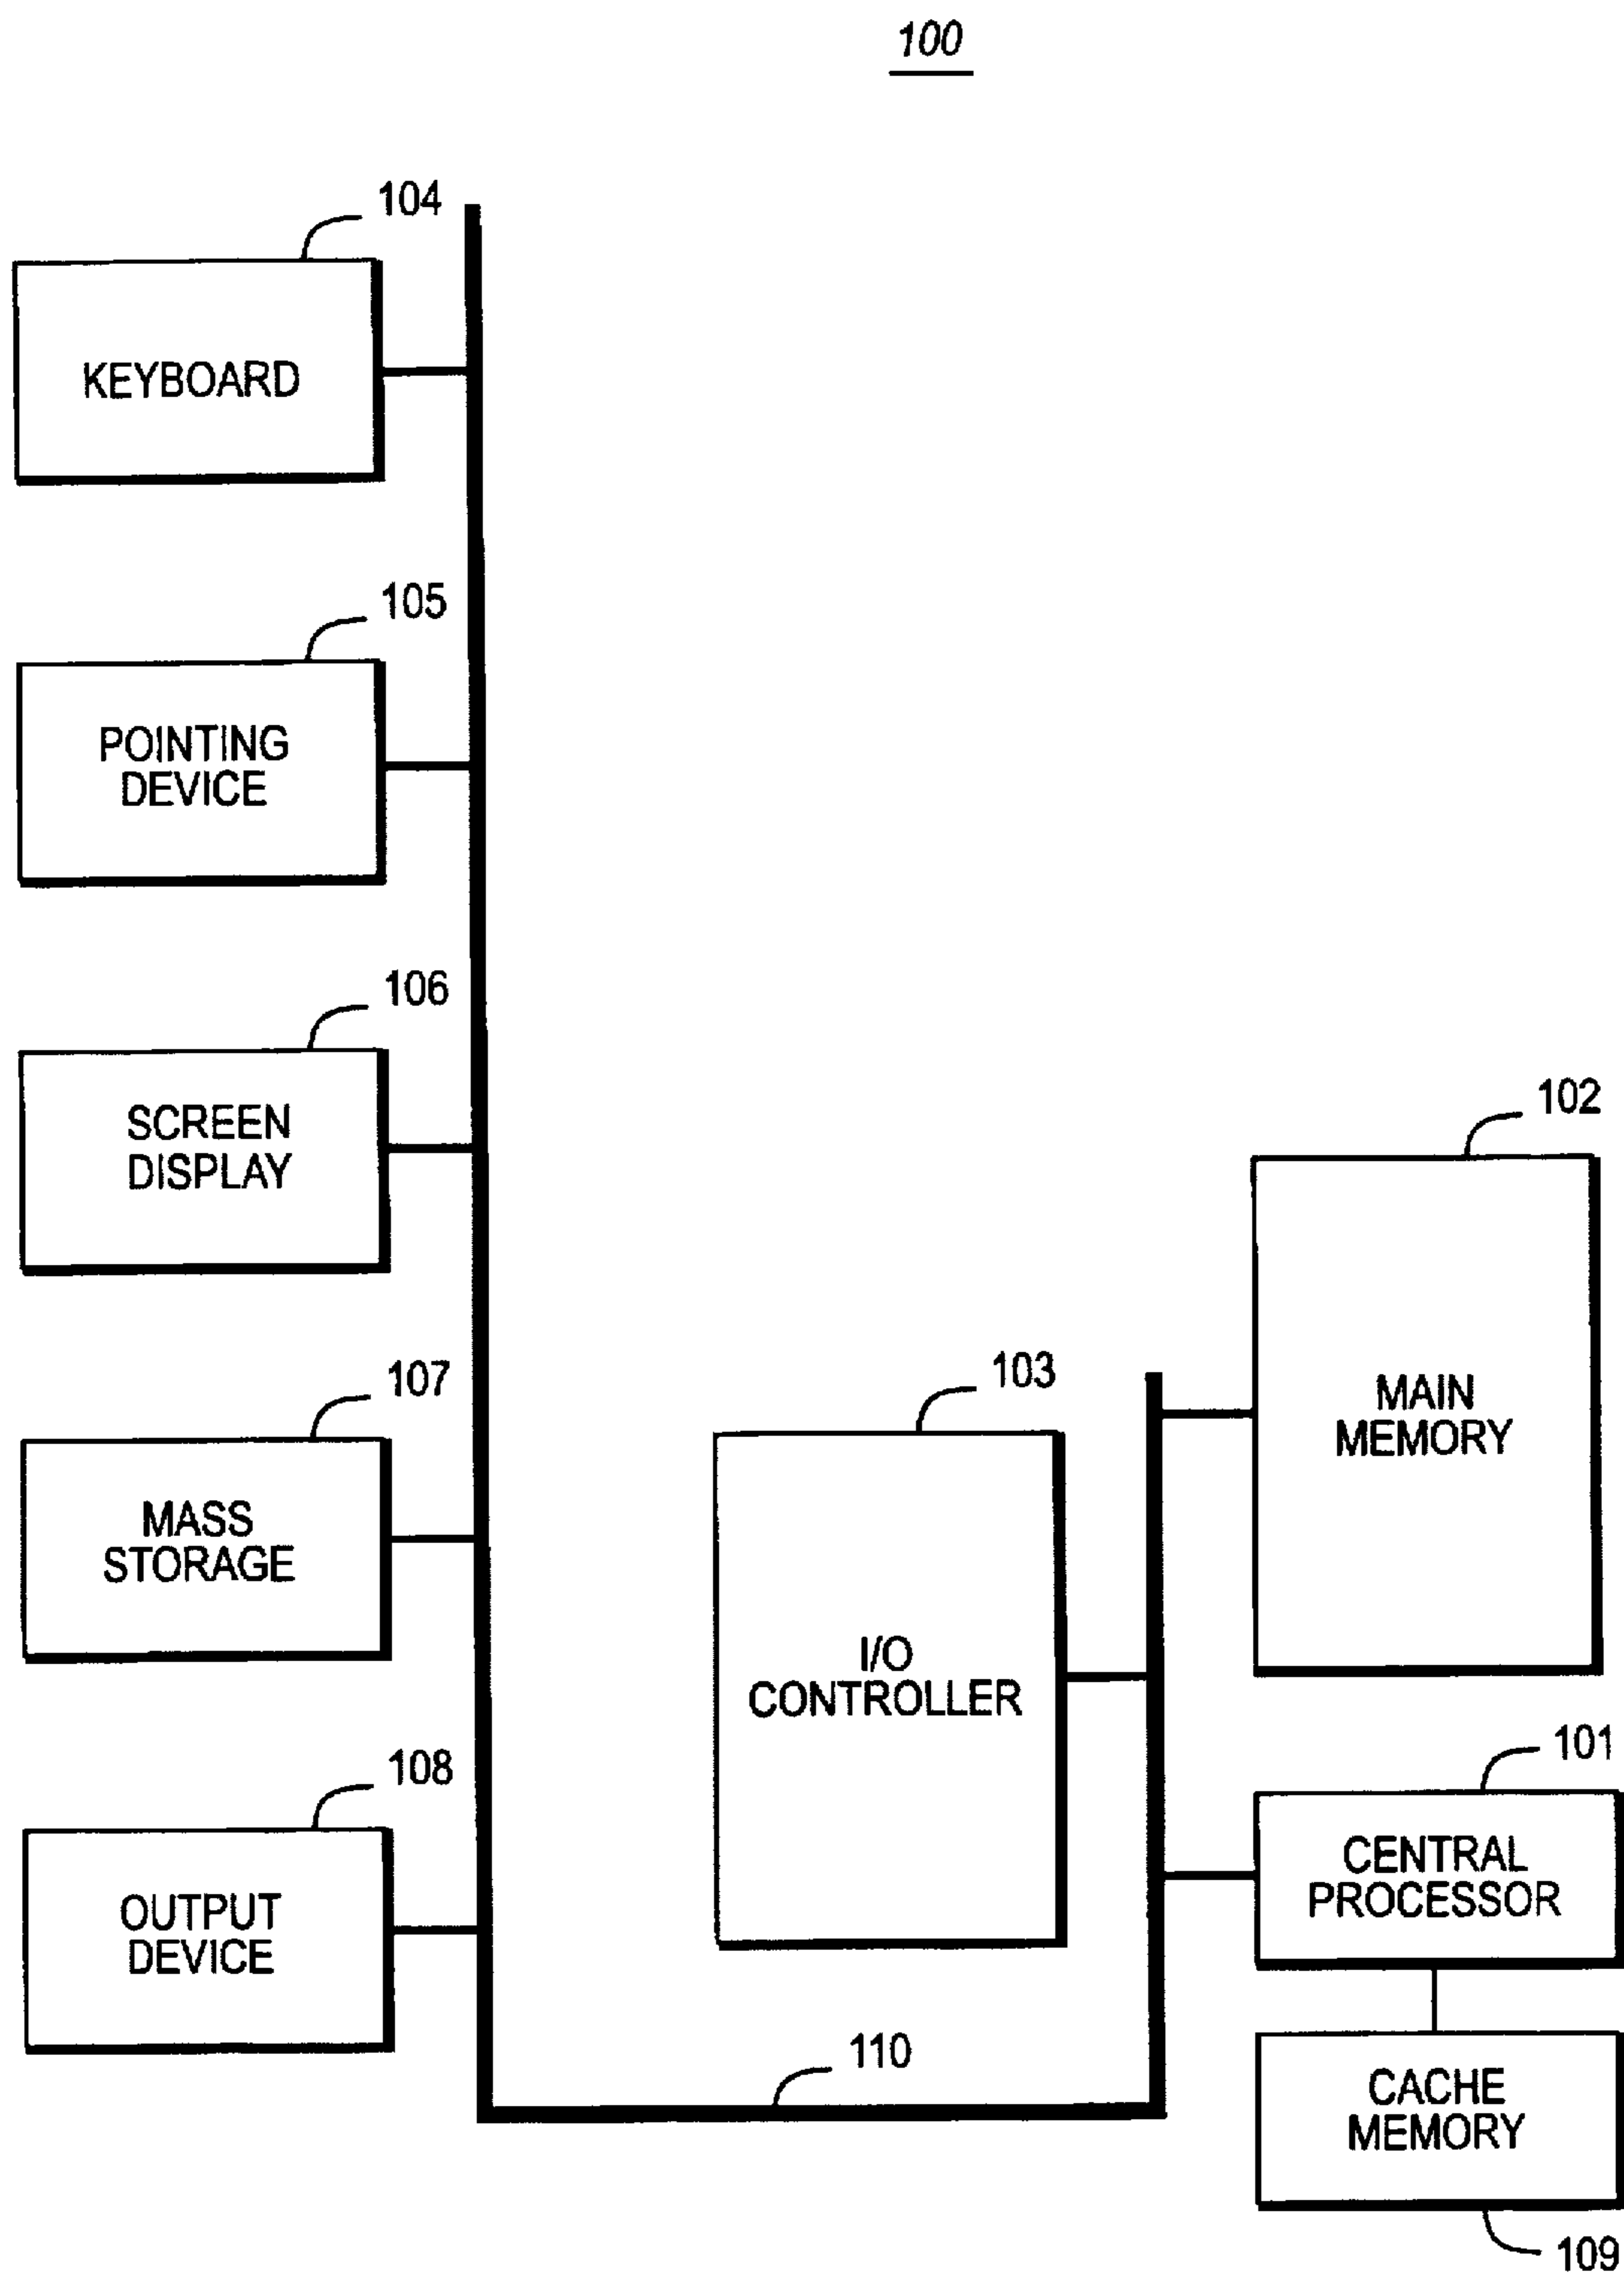 100
104
KEYBOARD
105
POINTING
DEVICE
106
SCREEN
DISPLAY
107
MASS
STORAGE
108
OUTPUT
DEVICE
103
I/O
CONTROLLER
102
MAIN
MEMORY
101
CENTRAL
PROCESSOR
110
CACHE
MEMORY
109